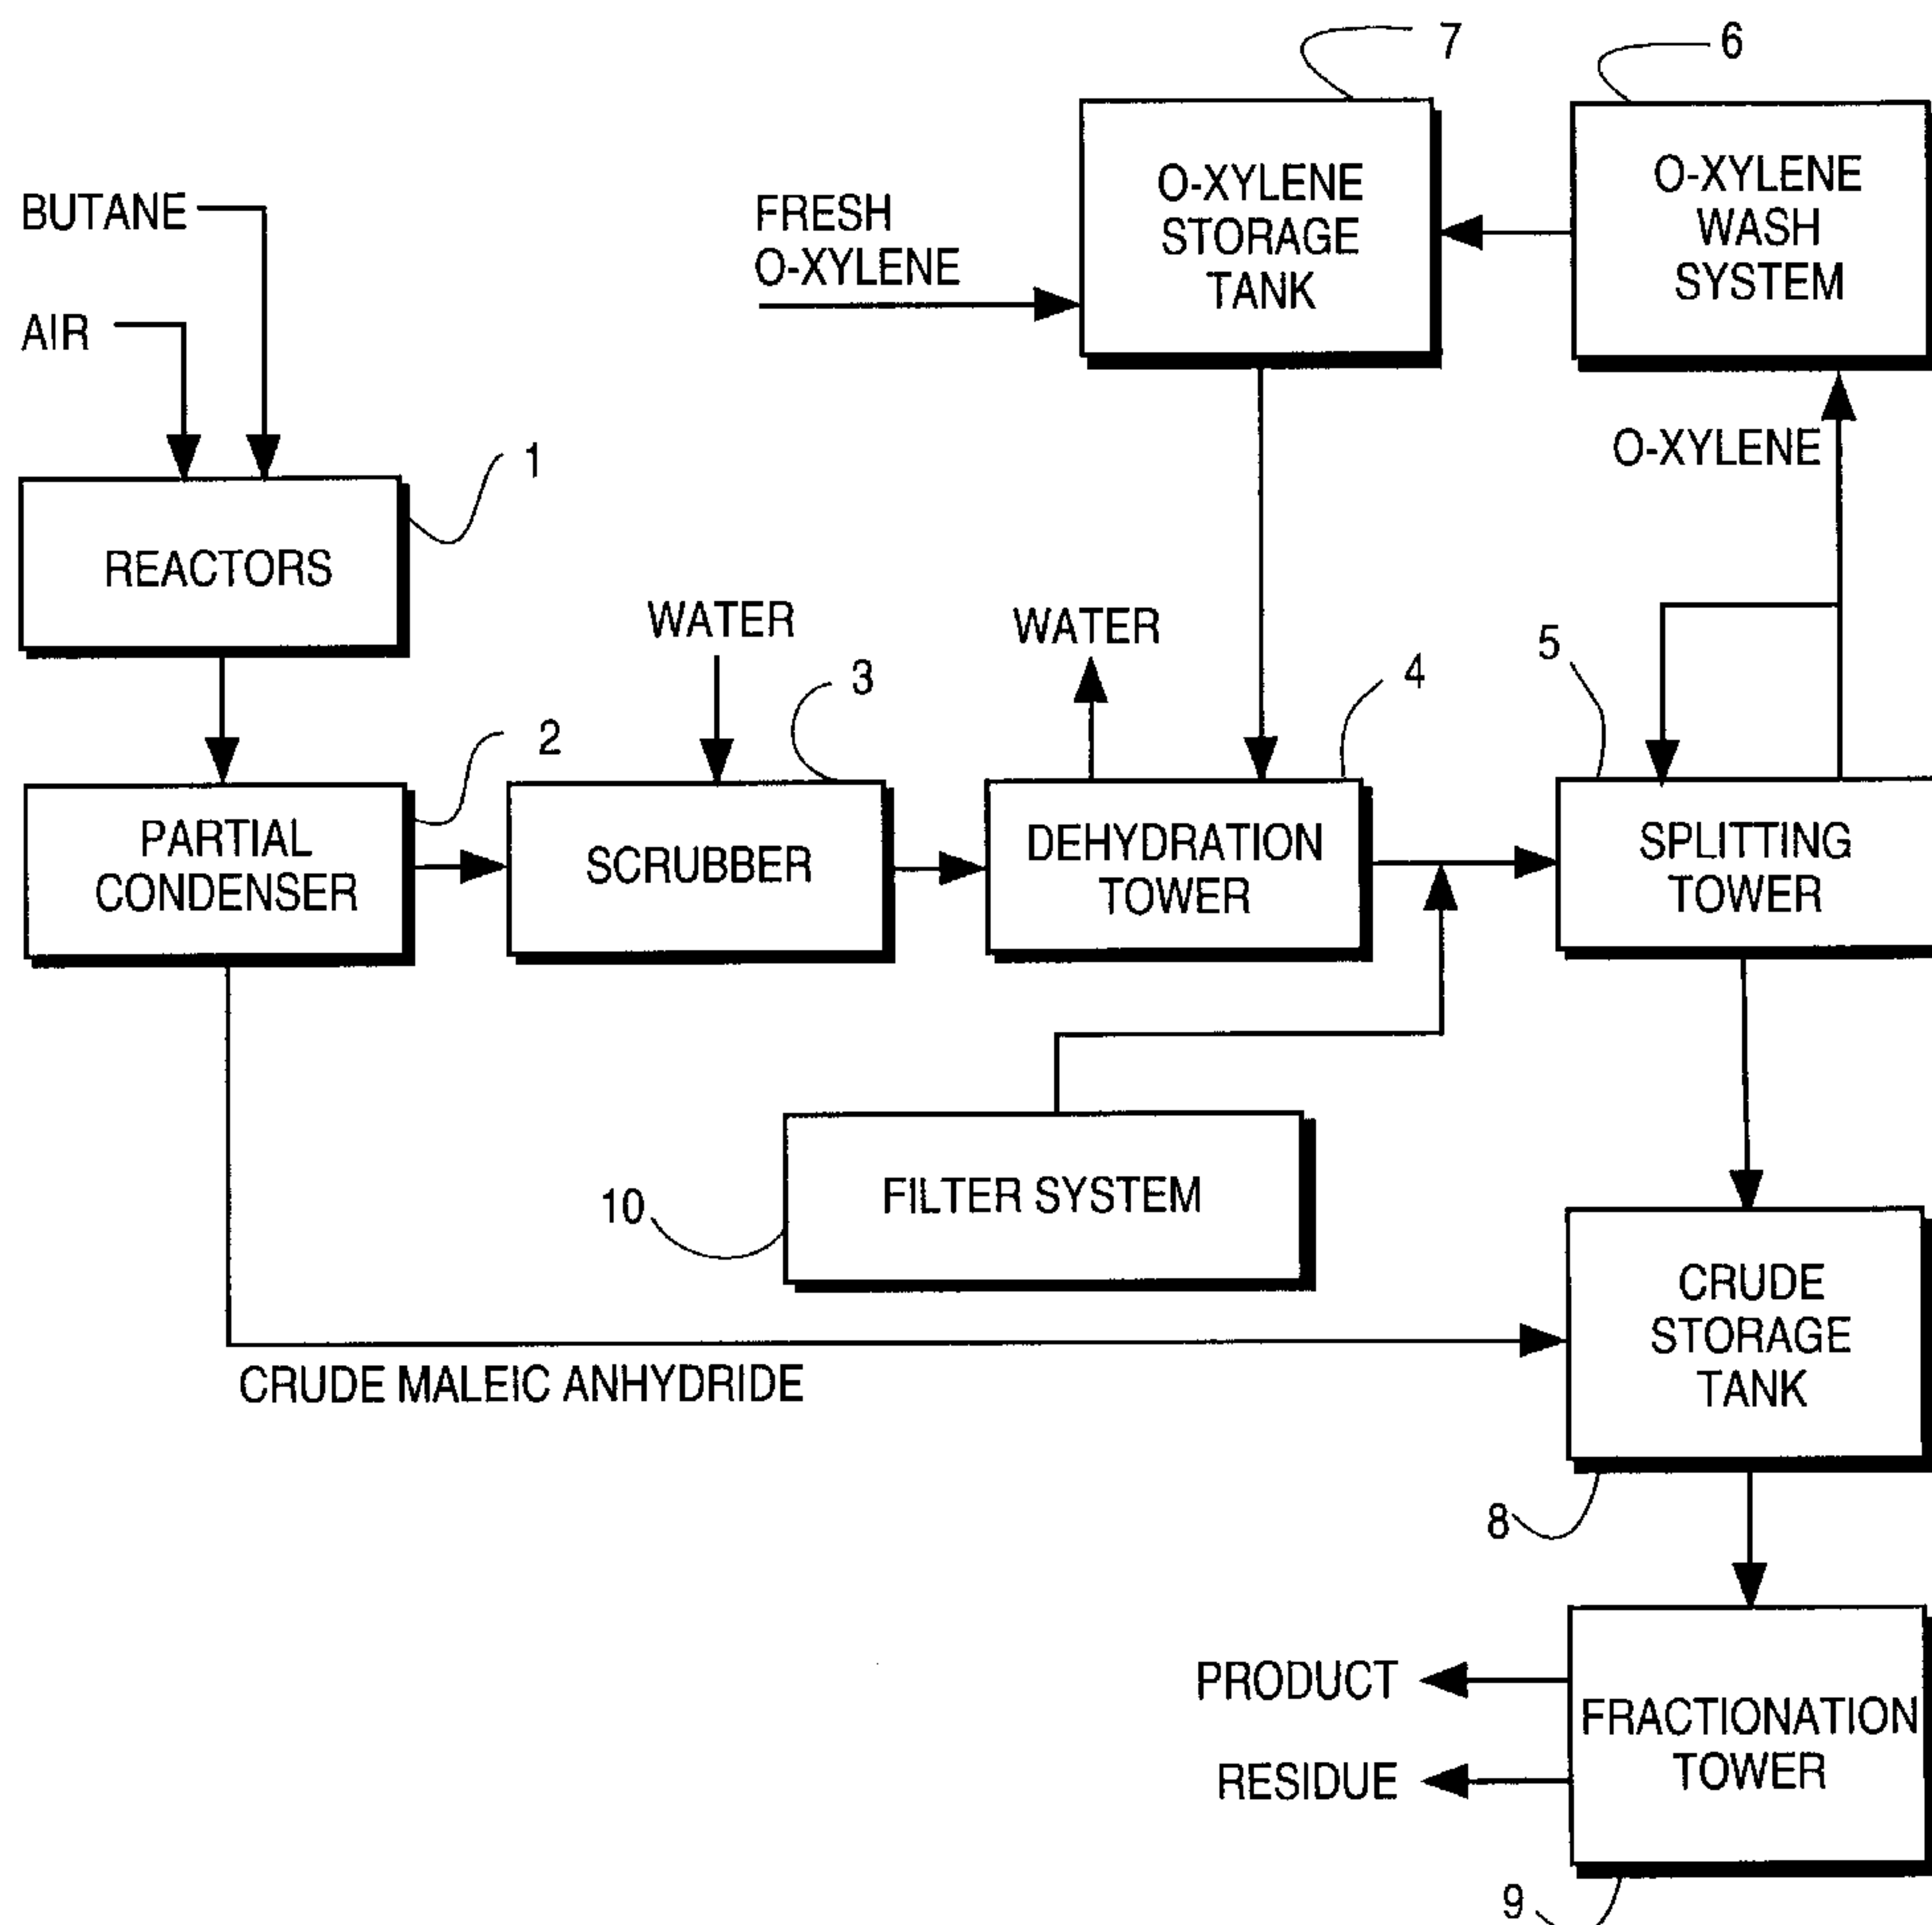 7
6
O-XYLENE
STORAGE
TANK
O-XYLENE
WASH
SYSTEM
BUTANE
AIR
FRESH
O-XYLENE
O-XYLENE
1
REACTORS
WATER
WATER
3
4
5
2
PARTIAL
CONDENSER
SCRUBBER
DEHYDRATION
TOWER
SPLITTING
TOWER
10
FILTER SYSTEM
CRUDE
STORAGE
TANK
CRUDE MALEIC ANHYDRIDE
8
PRODUCT
RESIDUE
FRACTIONATION
TOWER
9